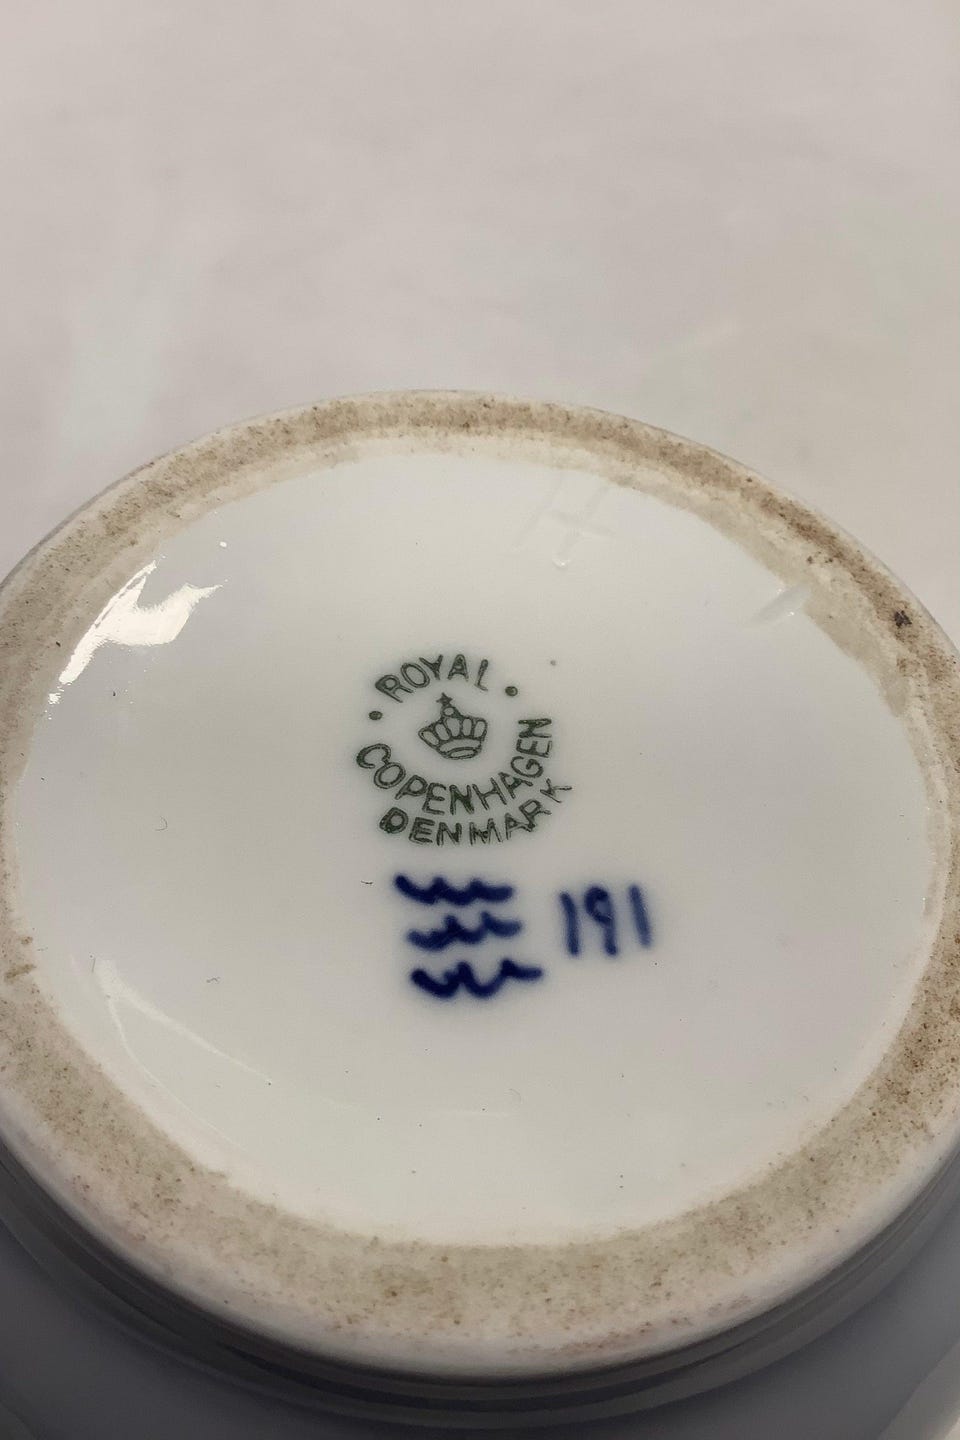 ROYAL
COPENHAGEN
DENMARK
191